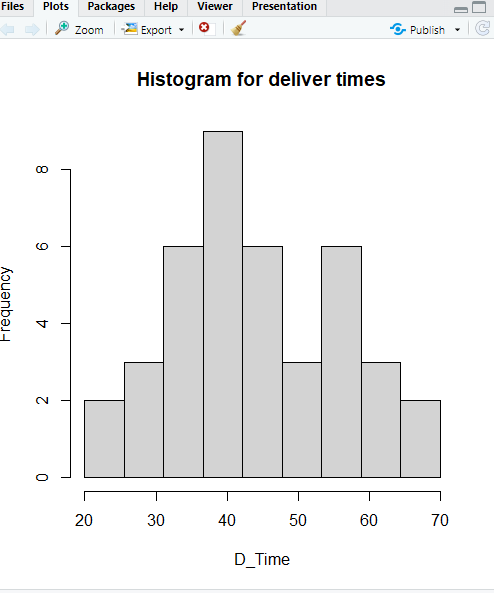 Files Plots Packages Help Viewer Presentation
Zoom Export Publish
Histogram for deliver times
Frequency
8
6
4
2
0
20 30 40 50 60 70
D_Time